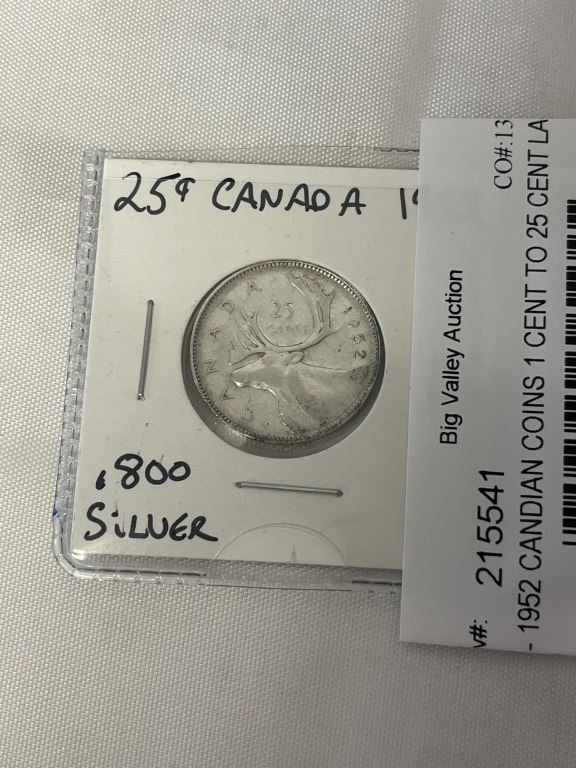 25¢ CANADA 19
CANADA
25
CENTS
1952
.800
SILVER
CO#:13
Big Valley Auction
v#: 215541
- 1952 CANDIAN COINS 1 CENT TO 25 CENT LA